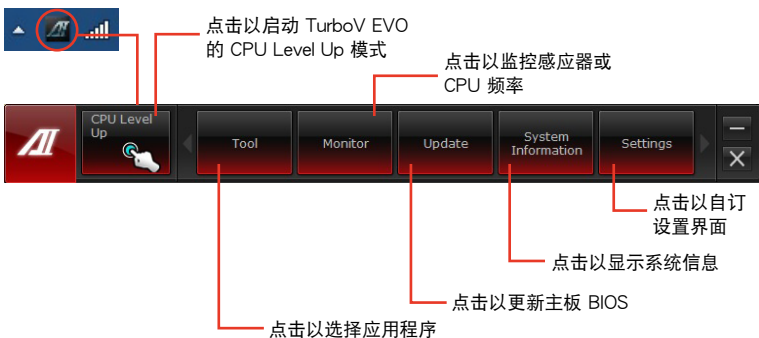 点击以启动 TurboV EVO
的 CPU Level Up 模式
点击以监控感应器或
CPU 频率
CPU Level
Up
Tool
Monitor
Update
System
Information
Settings
点击以自订
设置界面
点击以显示系统信息
点击以更新主板 BIOS
点击以选择应用程序